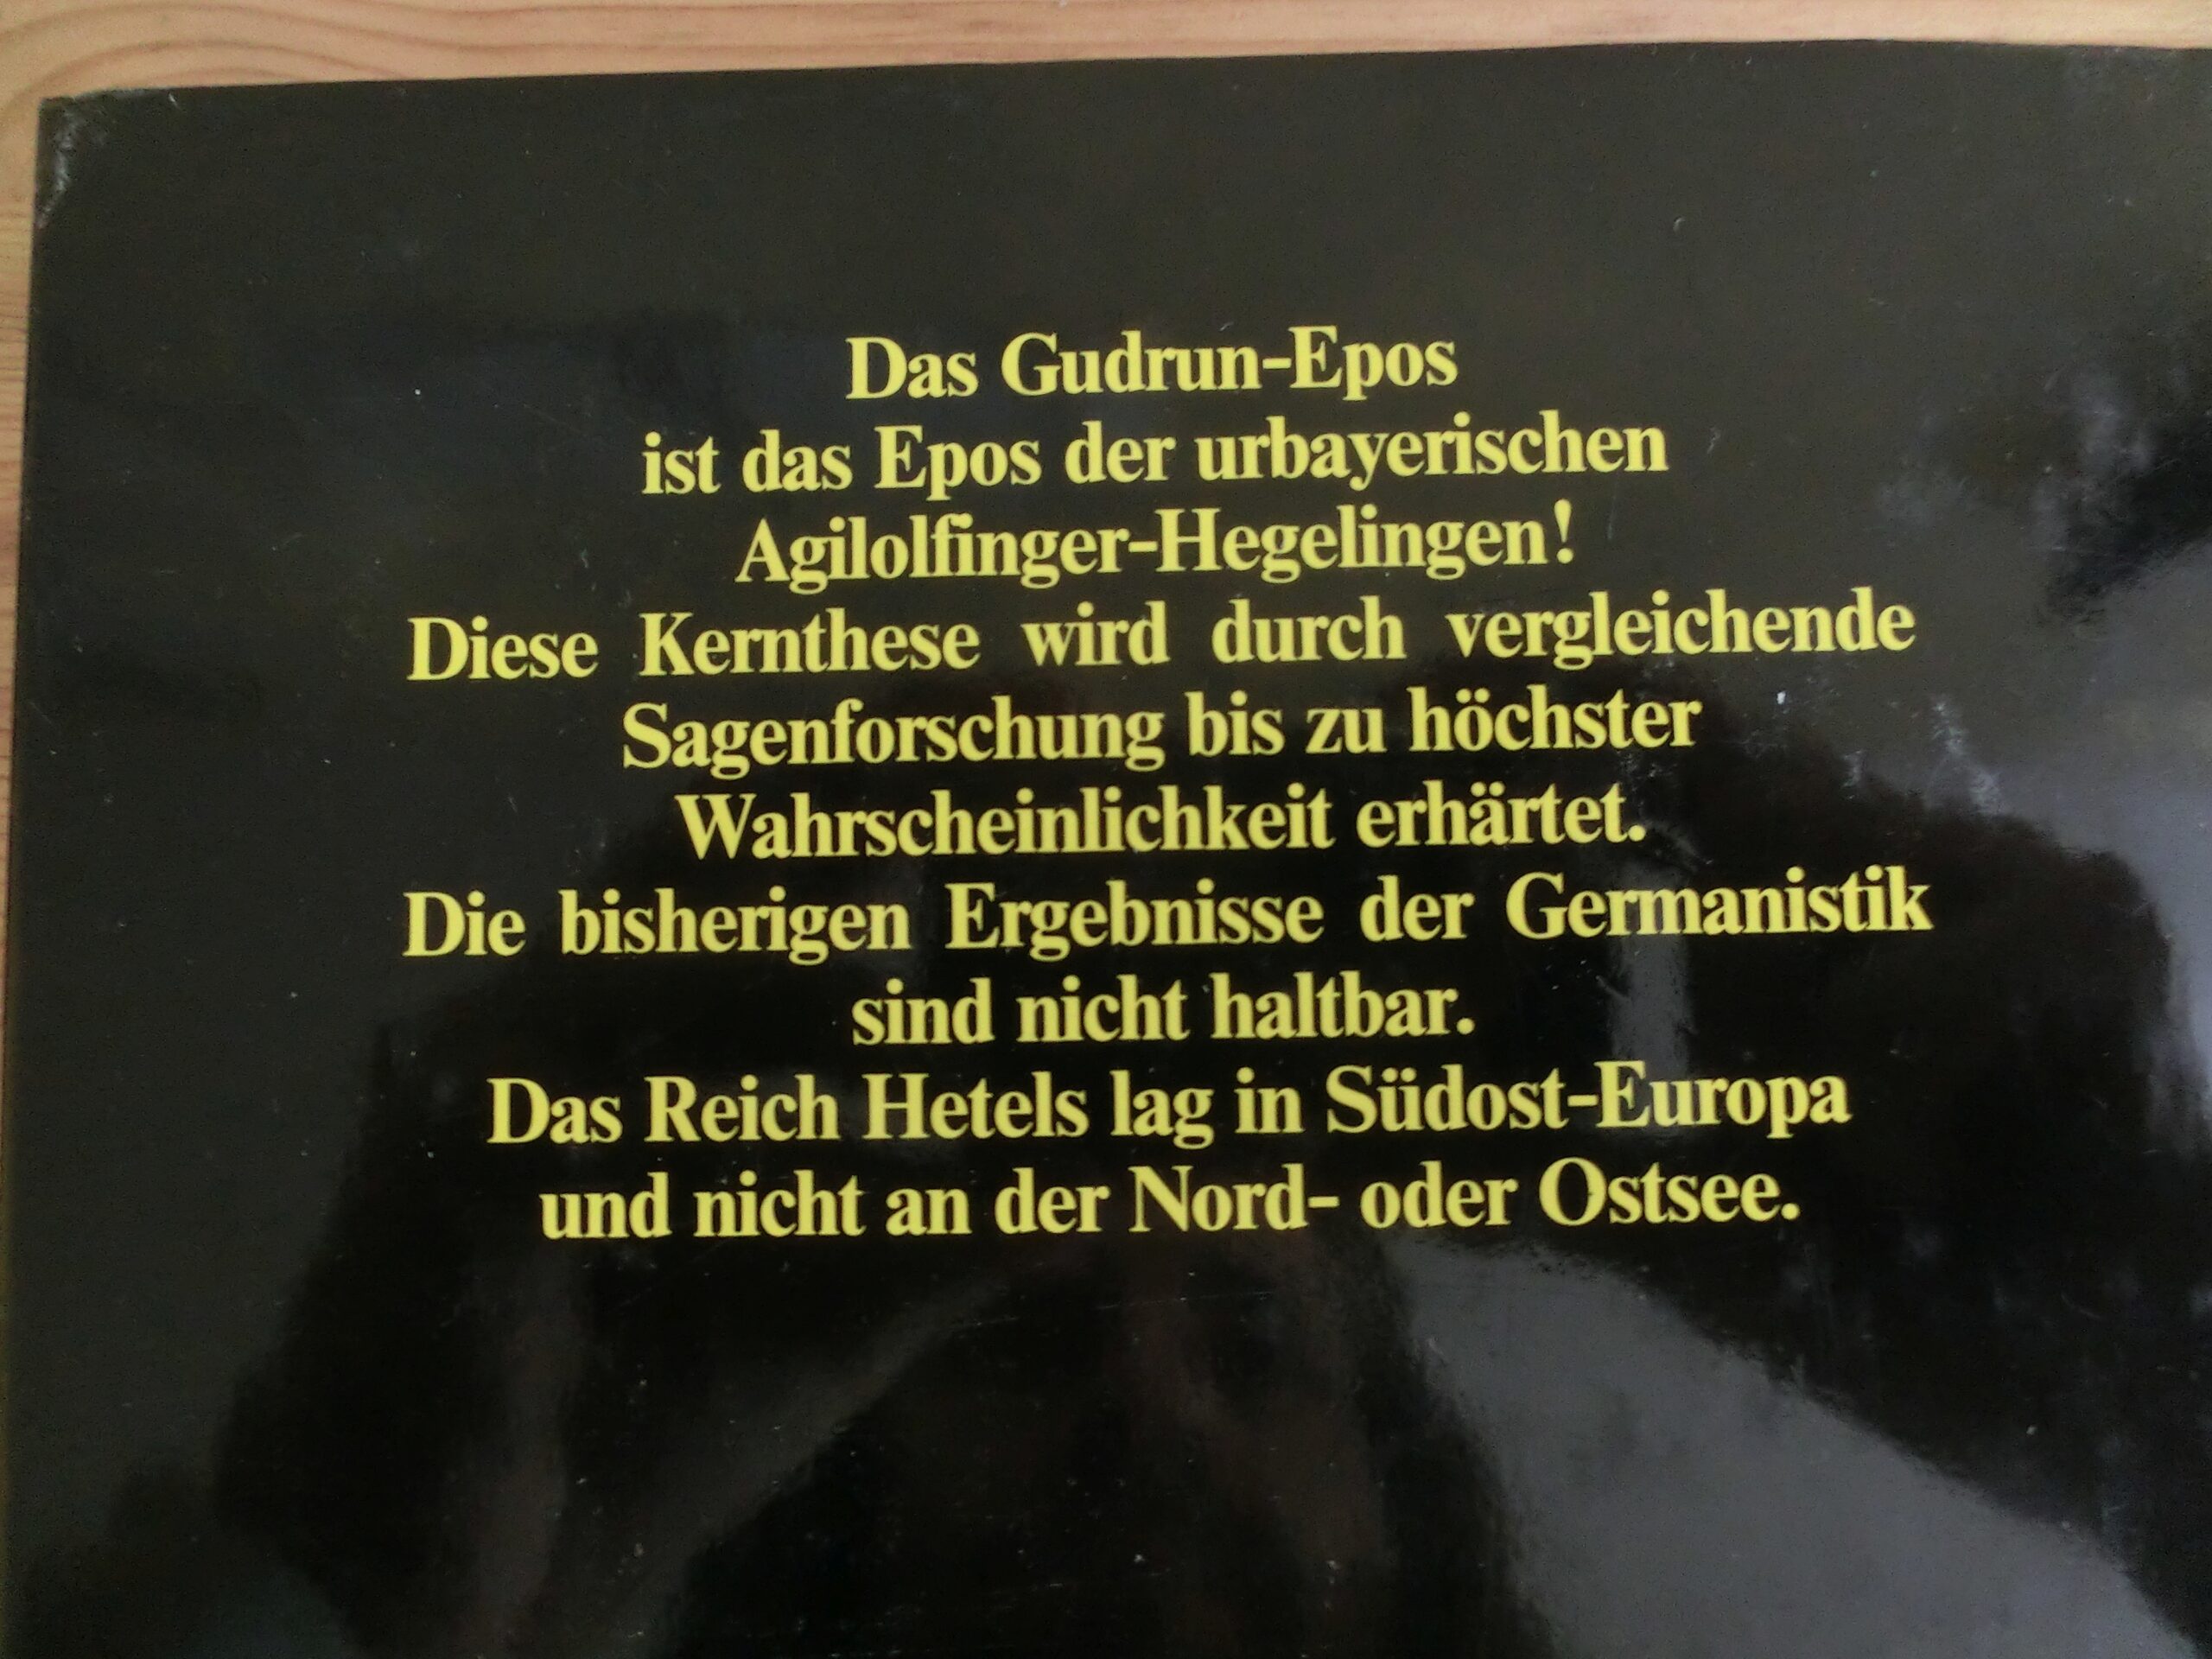 Das Gudrun-Epos
ist das Epos der urbayerischen
Agilolfinger-Hegelingen!
Diese Kernthese wird durch vergleichende
Sagenforschung bis zu höchster
Wahrscheinlichkeit erhärtet.
Die bisherigen Ergebnisse der Germanistik
sind nicht haltbar.
Das Reich Hetels lag in Südost-Europa
und nicht an der Nord- oder Ostsee.